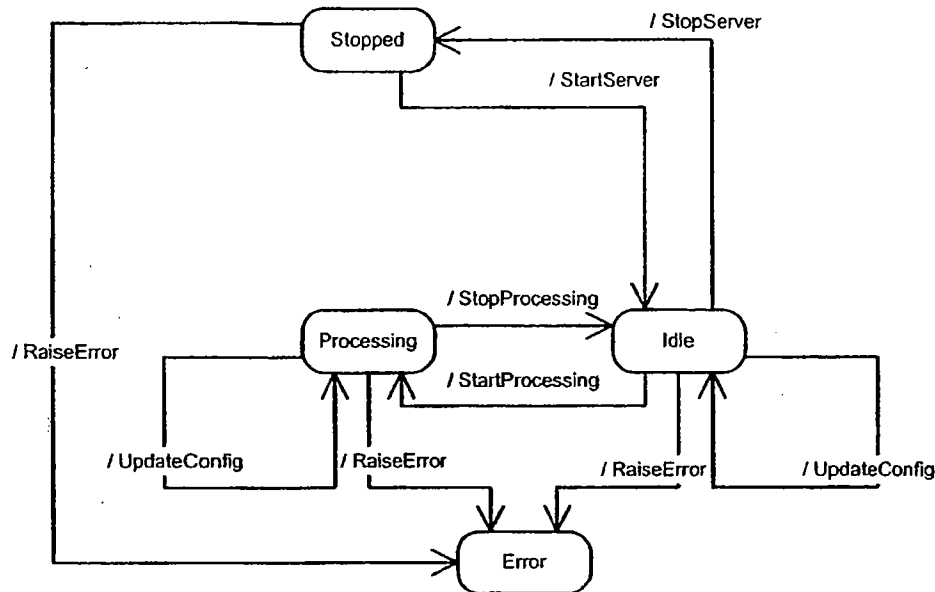 / StopServer
Stopped
/ StartServer
/ StopProcessing
Processing
Idle
/ RaiseError
/ StartProcessing
/ UpdateConfig
/ RaiseError
/ RaiseError
/ UpdateConfig
Error